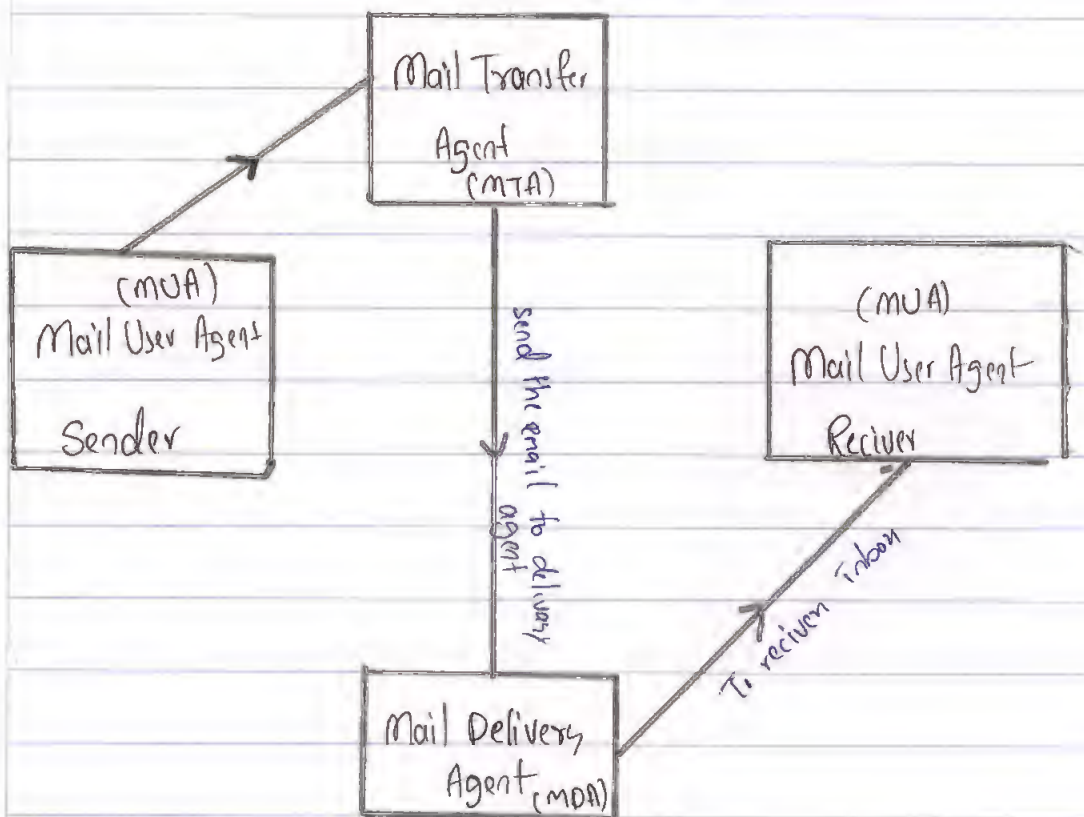 Mail Transfer
Agent
(MTA)
(MUA)
Mail User Agent
Sender
send the email to delivary
agent
(MUA)
Mail User Agent
Reciver
To reciver Inbox
Mail Delivery
Agent (MDA)